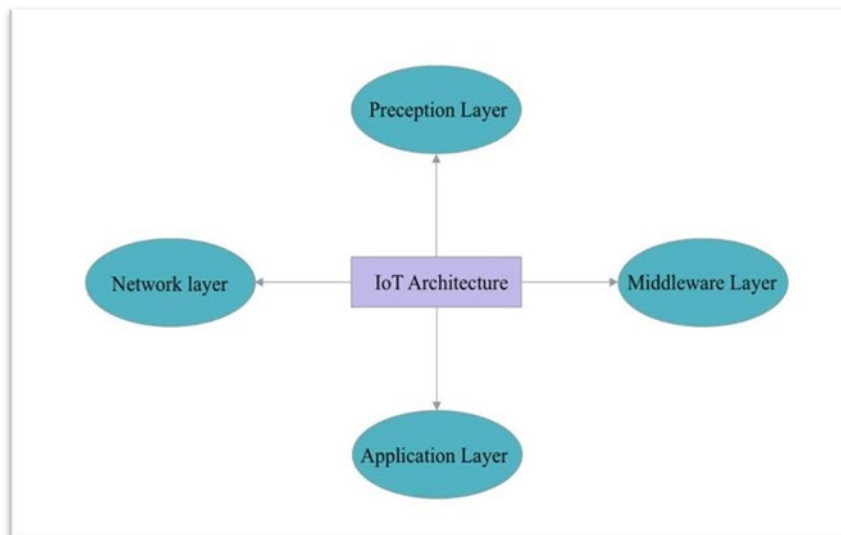 Preception Layer
Network layer
IoT Architecture
Middleware Layer
Application Layer